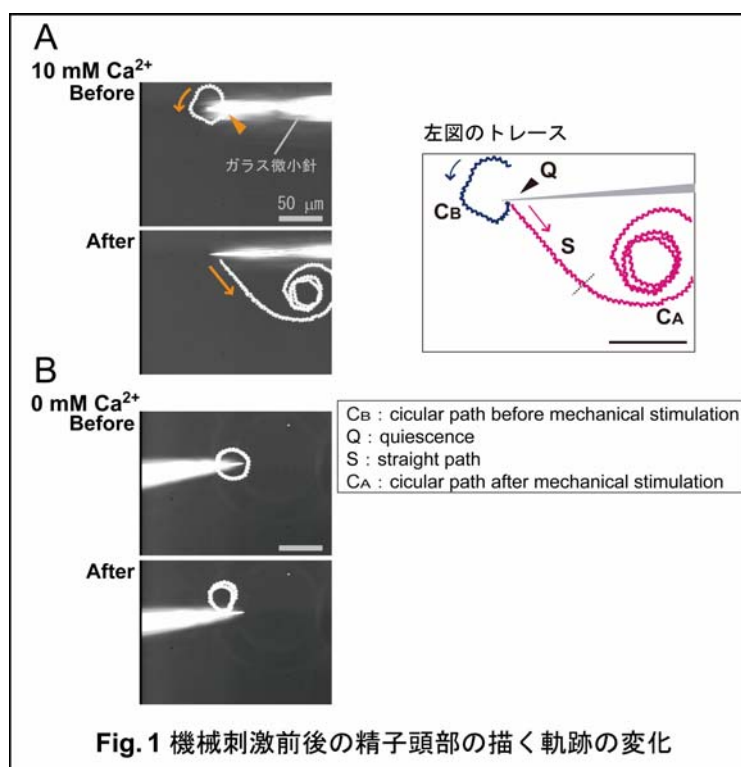 A
10 mM Ca²⁺
Before
ガラス微小針
50 μm
After
左図のトレース
Q
CB
S
CA
B
0 mM Ca²⁺
Before
After
CB : cicular path before mechanical stimulation
Q : quiescence
S : straight path
CA : cicular path after mechanical stimulation
Fig. 1 機械刺激前後の精子頭部の描く軌跡の変化